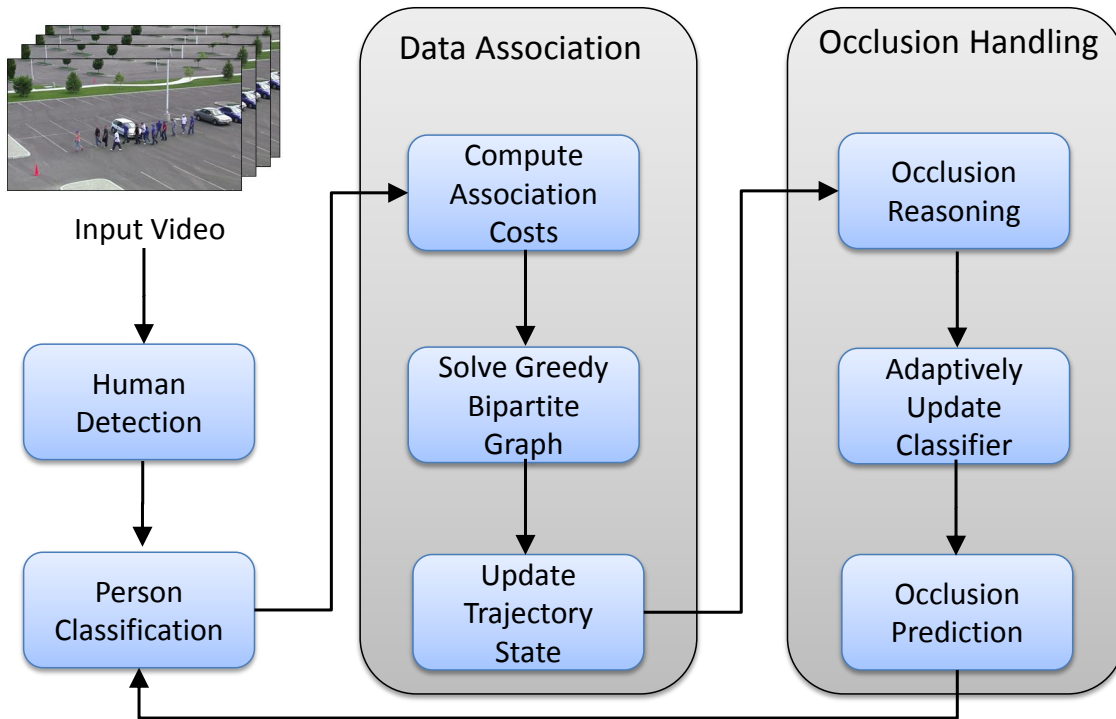 Input Video
Human
Detection
Person
Classification
Data Association
Compute
Association
Costs
Solve Greedy
Bipartite
Graph
Update
Trajectory
State
Occlusion Handling
Occlusion
Reasoning
Adaptively
Update
Classifier
Occlusion
Prediction